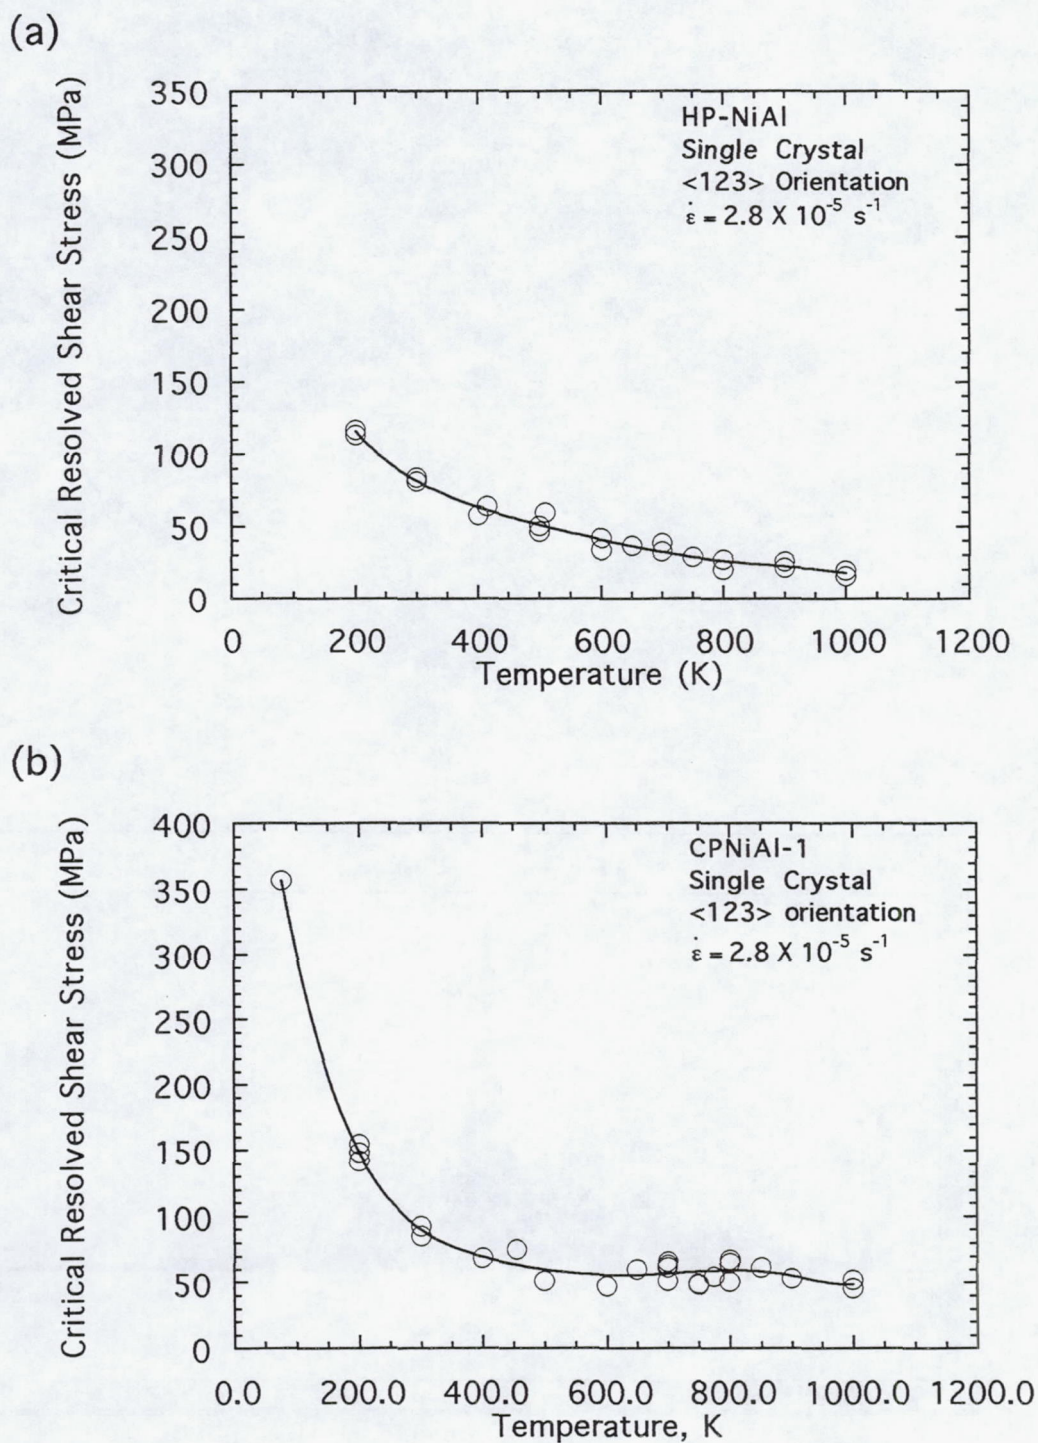 (a)
Critical Resolved Shear Stress (MPa)
350
300
250
200
150
100
50
0
HP-NiAl
Single Crystal
<123> Orientation
ε̇ = 2.8 X 10⁻⁵ s⁻¹
0 200 400 600 800 1000 1200
Temperature (K)
(b)
Critical Resolved Shear Stress (MPa)
400
350
300
250
200
150
100
50
0
CPNiAl-1
Single Crystal
<123> orientation
ε̇ = 2.8 X 10⁻⁵ s⁻¹
0.0 200.0 400.0 600.0 800.0 1000.0 1200.0
Temperature, K